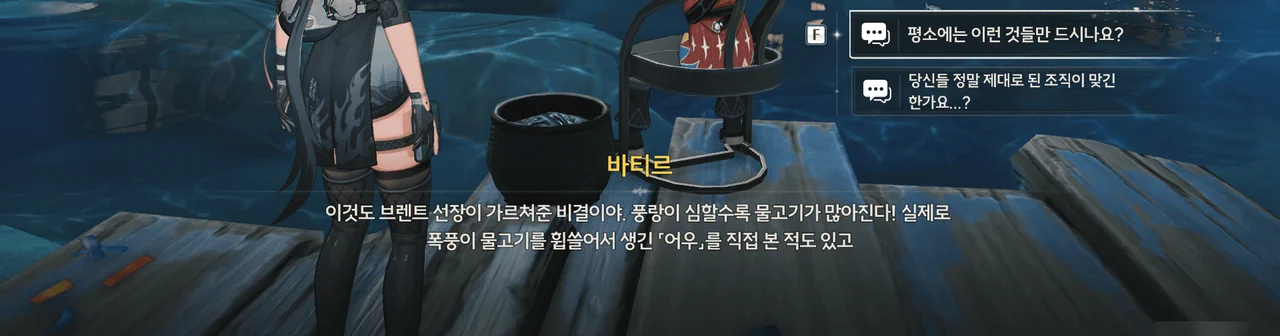 F
평소에는 이런 것들만 드시나요?
당신들 정말 제대로 된 조직이 맞긴
한가요...?
바티르
이것도 브렌트 선장이 가르쳐준 비결이야. 풍랑이 심할수록 물고기가 많아진다! 실제로
폭풍이 물고기를 휩쓸어서 생긴 「어우」를 직접 본 적도 있고